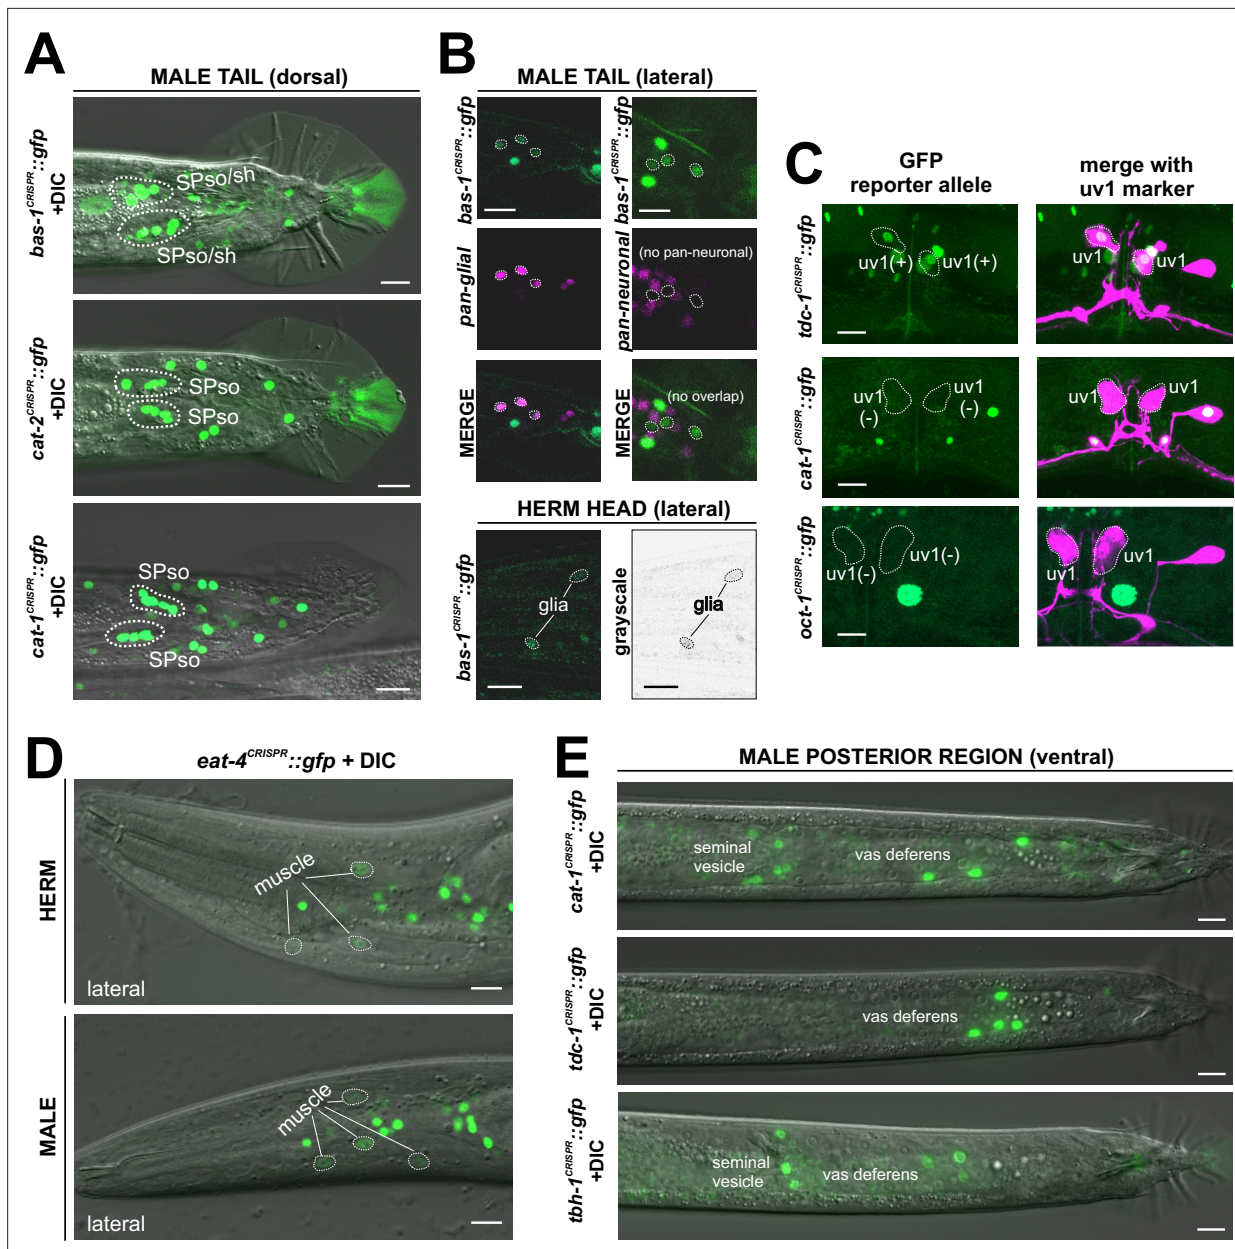 A
MALE TAIL (dorsal)
bas-1CRISPR::gfp
+DIC
SPso/sh
SPso/sh
cat-2CRISPR::gfp
+DIC
SPso
SPso
cat-1CRISPR::gfp
+DIC
SPso
SPso
B
MALE TAIL (lateral)
bas-1CRISPR::gfp
bas-1CRISPR::gfp
pan-glial
pan-neuronal
(no pan-neuronal)
MERGE
MERGE
(no overlap)
HERM HEAD (lateral)
bas-1CRISPR::gfp
glia
grayscale
glia
C
GFP
reporter allele
merge with
uv1 marker
tdc-1CRISPR::gfp
uv1(+)
uv1(+)
uv1
uv1
cat-1CRISPR::gfp
uv1
(-)
uv1
(-)
uv1
uv1
oct-1CRISPR::gfp
uv1(-)
uv1(-)
uv1
uv1
D
eat-4CRISPR::gfp + DIC
HERM
muscle
lateral
MALE
muscle
lateral
E
MALE POSTERIOR REGION (ventral)
cat-1CRISPR::gfp
+DIC
seminal
vesicle
vas deferens
tdc-1CRISPR::gfp
+DIC
vas deferens
tbh-1CRISPR::gfp
+DIC
seminal
vesicle
vas deferens